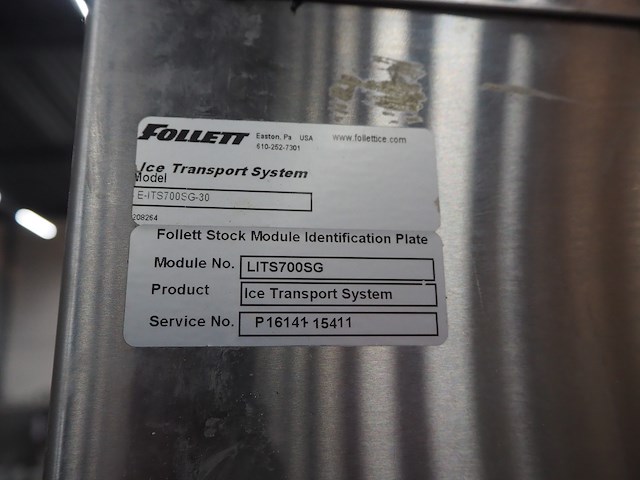 FOLLETT Easton, Pa USA www.follettice.com
610-252-7301
Ice Transport System
Model
E-ITS700SG-30
208264
Follett Stock Module Identification Plate
Module No. LITS700SG
Product Ice Transport System
Service No. P16141-15411